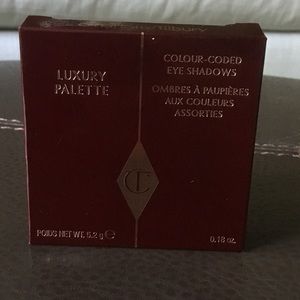 LUXURY
PALETTE
COLOUR-CODED
EYE SHADOWS
OMBRES À PAUPIÈRES
AUX COULEURS
ASSORTIES
POIDS NET WT. 5.2 g ℮
0.18 oz.